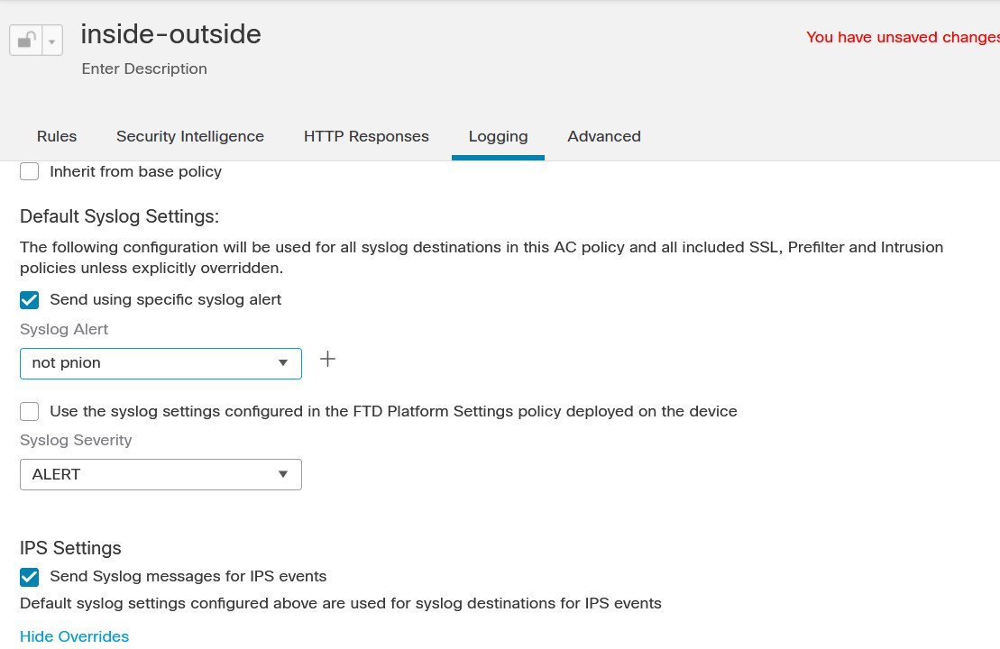 inside-outside
You have unsaved changes
Enter Description
Rules Security Intelligence HTTP Responses Logging Advanced
Inherit from base policy
Default Syslog Settings:
The following configuration will be used for all syslog destinations in this AC policy and all included SSL, Prefilter and Intrusion
policies unless explicitly overridden.
Send using specific syslog alert
Syslog Alert
not pnion
Use the syslog settings configured in the FTD Platform Settings policy deployed on the device
Syslog Severity
ALERT
IPS Settings
Send Syslog messages for IPS events
Default syslog settings configured above are used for syslog destinations for IPS events
Hide Overrides